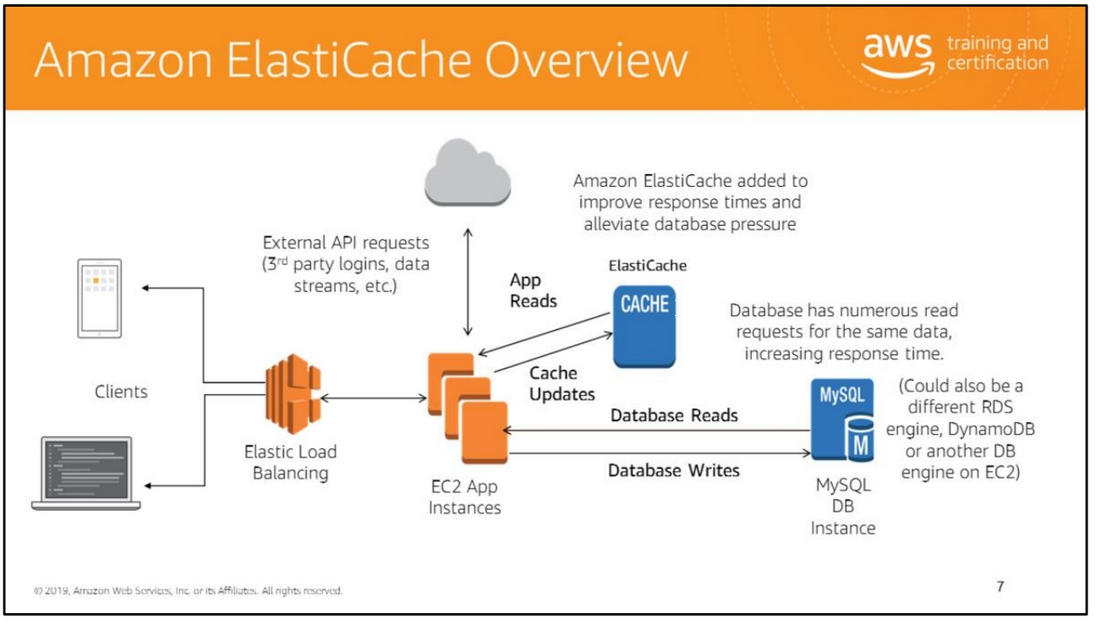 Amazon ElastiCache Overview
aws training and
certification
Amazon ElastiCache added to
improve response times and
alleviate database pressure
External API requests
(3rd party logins, data
streams, etc.)
ElastiCache
CACHE
App
Reads
Database has numerous read
requests for the same data,
increasing response time.
Cache
Updates
Clients
MySQL
M
(Could also be a
different RDS
engine, DynamoDB
or another DB
engine on EC2)
Database Reads
Database Writes
Elastic Load
Balancing
EC2 App
Instances
MySQL
DB
Instance
© 2019, Amazon Web Services, Inc. or its Affiliates. All rights reserved.
7